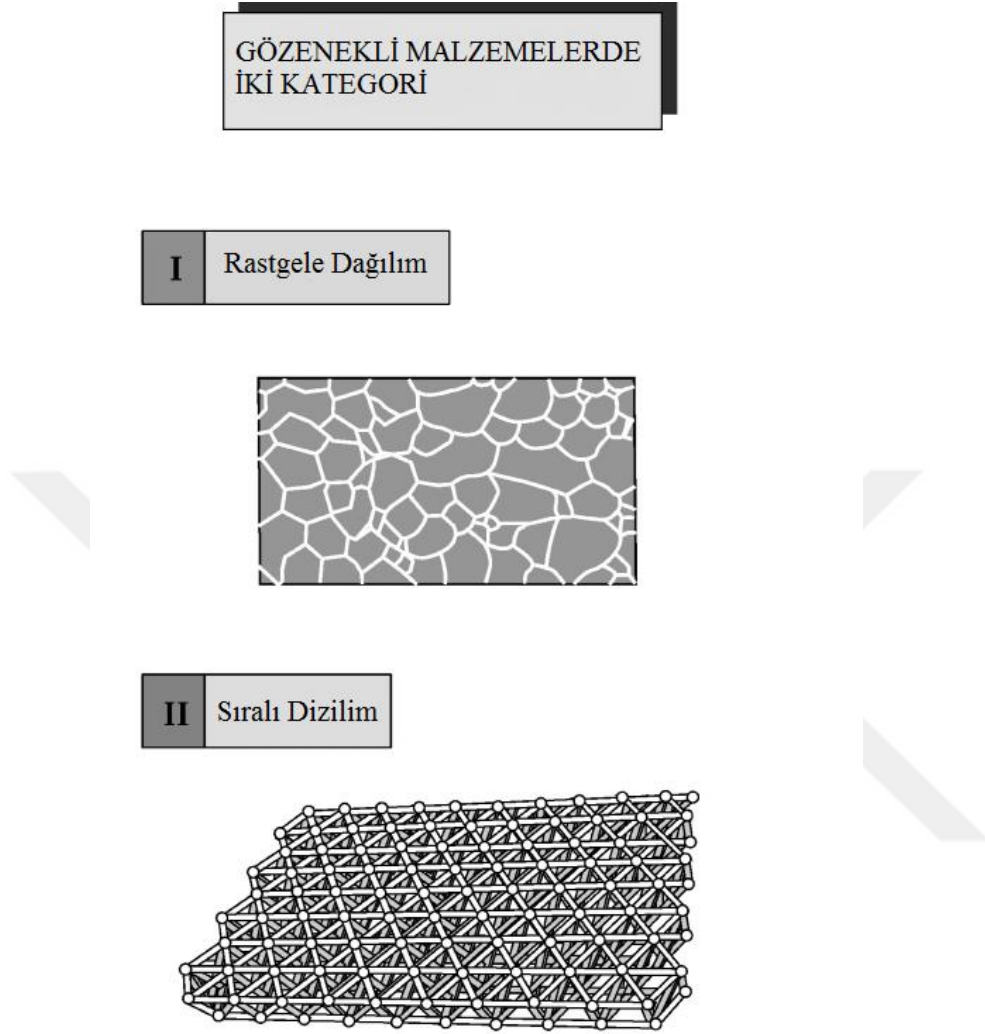 GÖZENEKLİ MALZEMELERDE
İKİ KATEGORİ
I Rastgele Dağılım
II Sıralı Dizilim